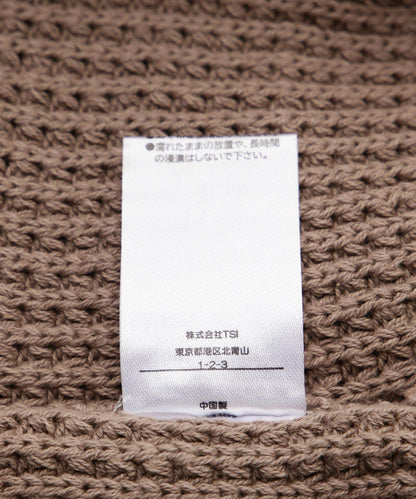 ●濡れたままの放置や、長時間
の浸漬はしないで下さい。
株式会社TSI
東京都港区北青山
1-2-3
中国製